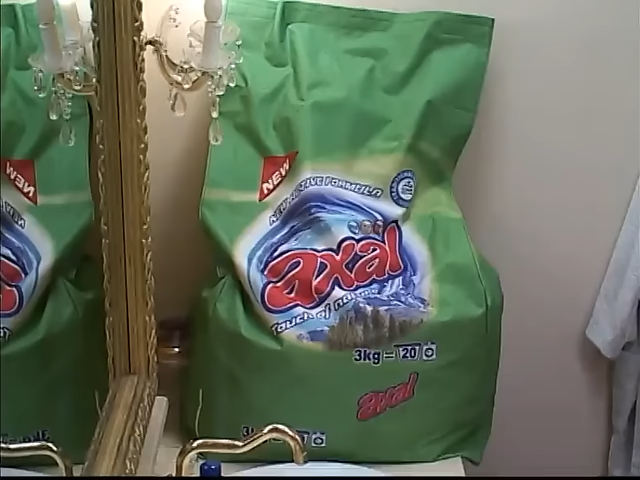 NEW
NEW ACTIVE FORMULA
axal
Touch of nature
3kg = 20
axal